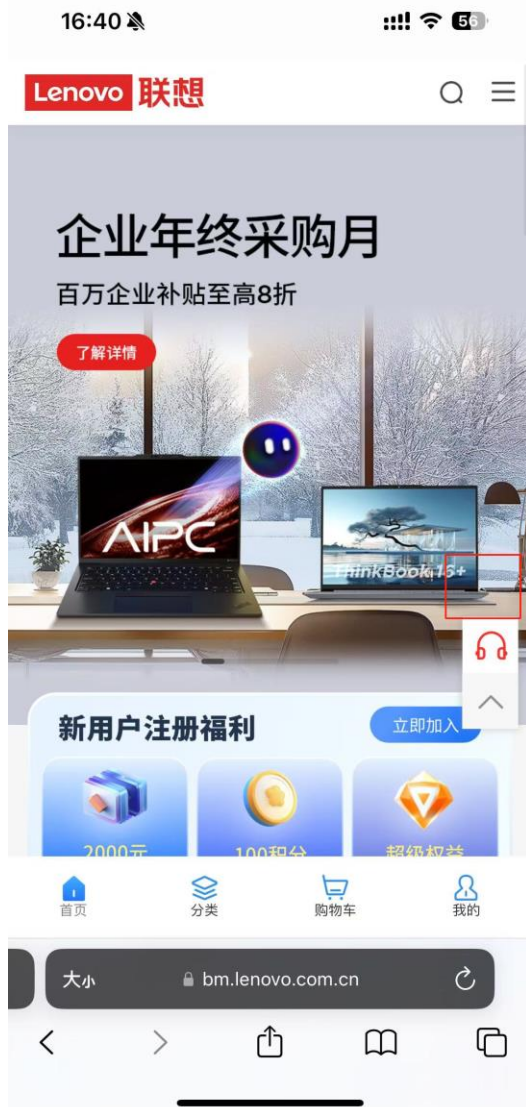 16:40
56
Lenovo 联想
企业年终采购月
百万企业补贴至高8折
了解详情
AIPC
ThinkBook 16+
新用户注册福利
立即加入
2000元
100积分
超级权益
首页
分类
购物车
我的
大小
bm.lenovo.com.cn